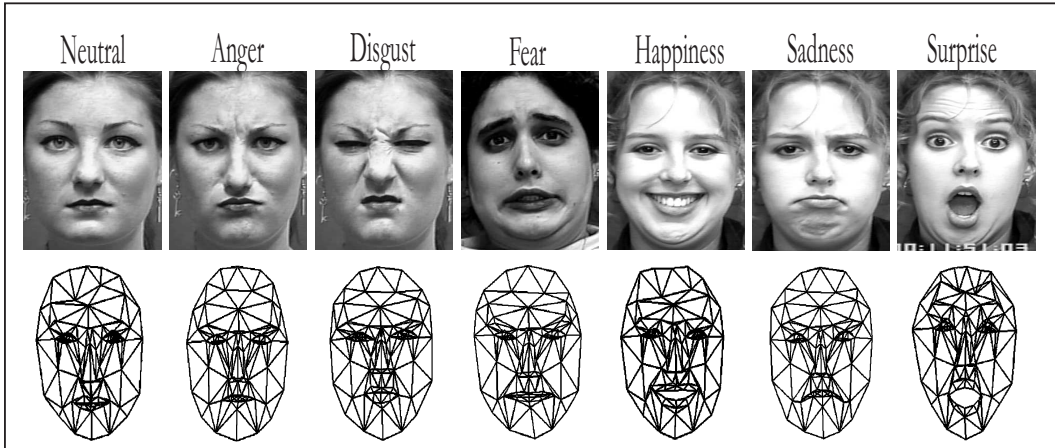 Neutral
Anger
Disgust
Fear
Happiness
Sadness
Surprise
10:11:51:03